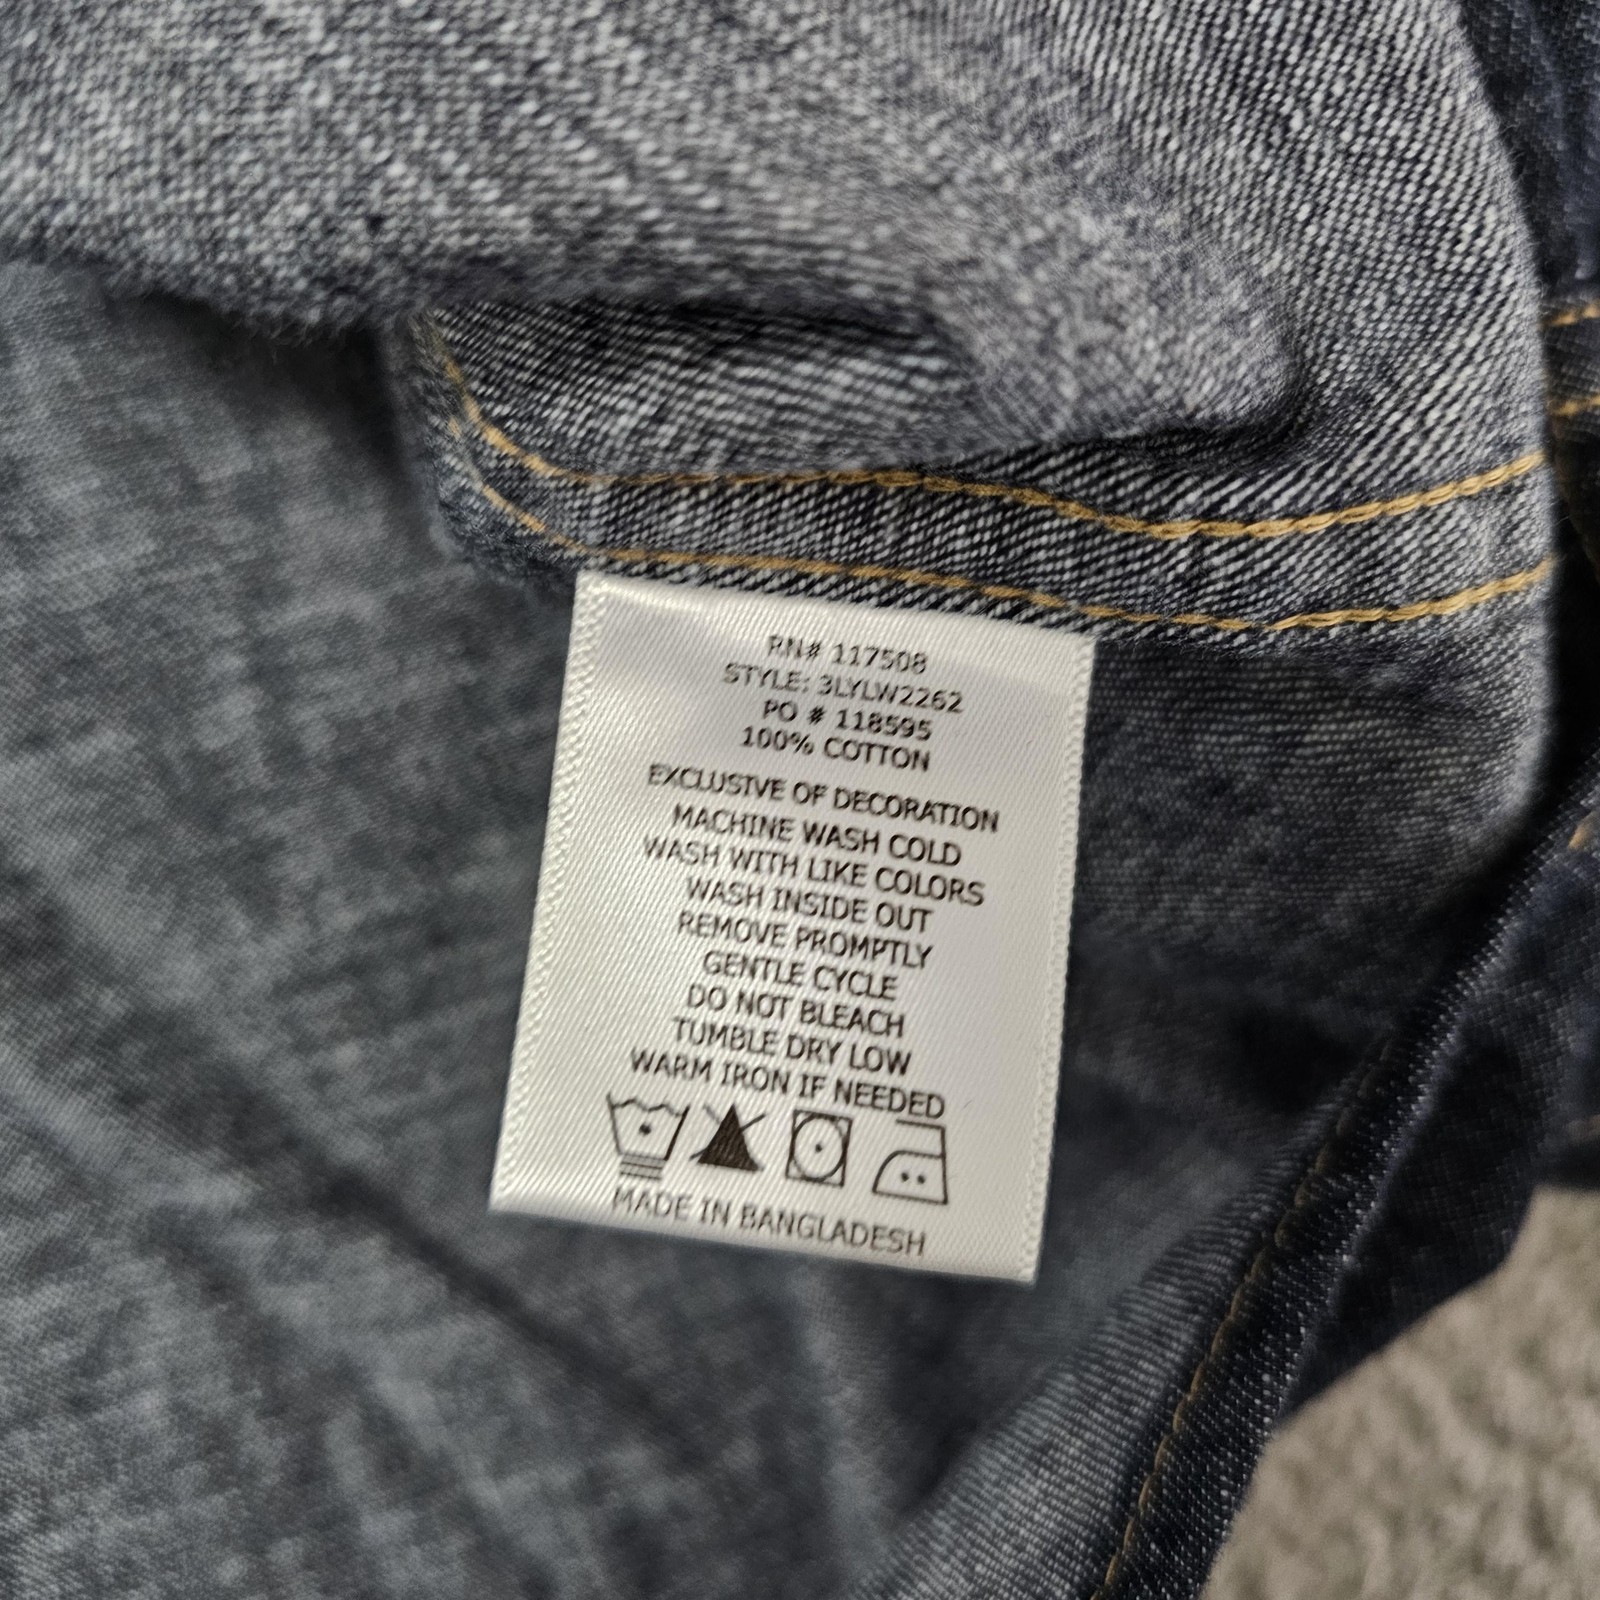 RN# 117508
STYLE: 3LYLW2262
PO # 118595
100% COTTON
EXCLUSIVE OF DECORATION
MACHINE WASH COLD
WASH WITH LIKE COLORS
WASH INSIDE OUT
REMOVE PROMPTLY
GENTLE CYCLE
DO NOT BLEACH
TUMBLE DRY LOW
WARM IRON IF NEEDED
MADE IN BANGLADESH